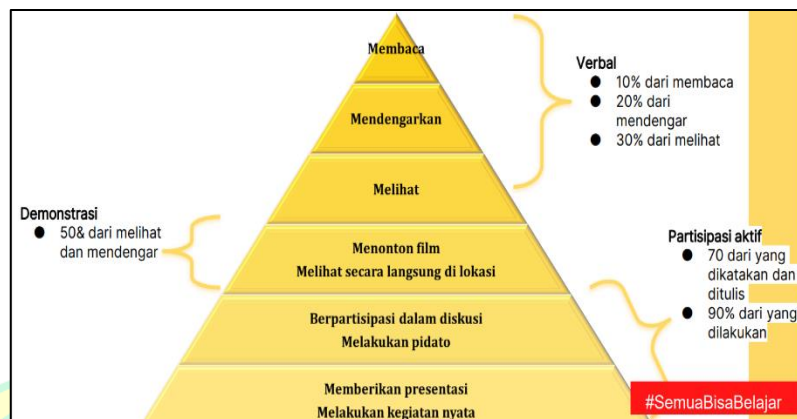 Membaca
Mendengarkan
Melihat
Menonton film
Melihat secara langsung di lokasi
Berpartisipasi dalam diskusi
Melakukan pidato
Memberikan presentasi
Melakukan kegiatan nyata
Verbal
● 10% dari membaca
● 20% dari
mendengar
● 30% dari melihat
Demonstrasi
● 50& dari melihat
dan mendengar
Partisipasi aktif
● 70 dari yang
dikatakan dan
ditulis
● 90% dari yang
dilakukan
#SemuaBisaBelajar